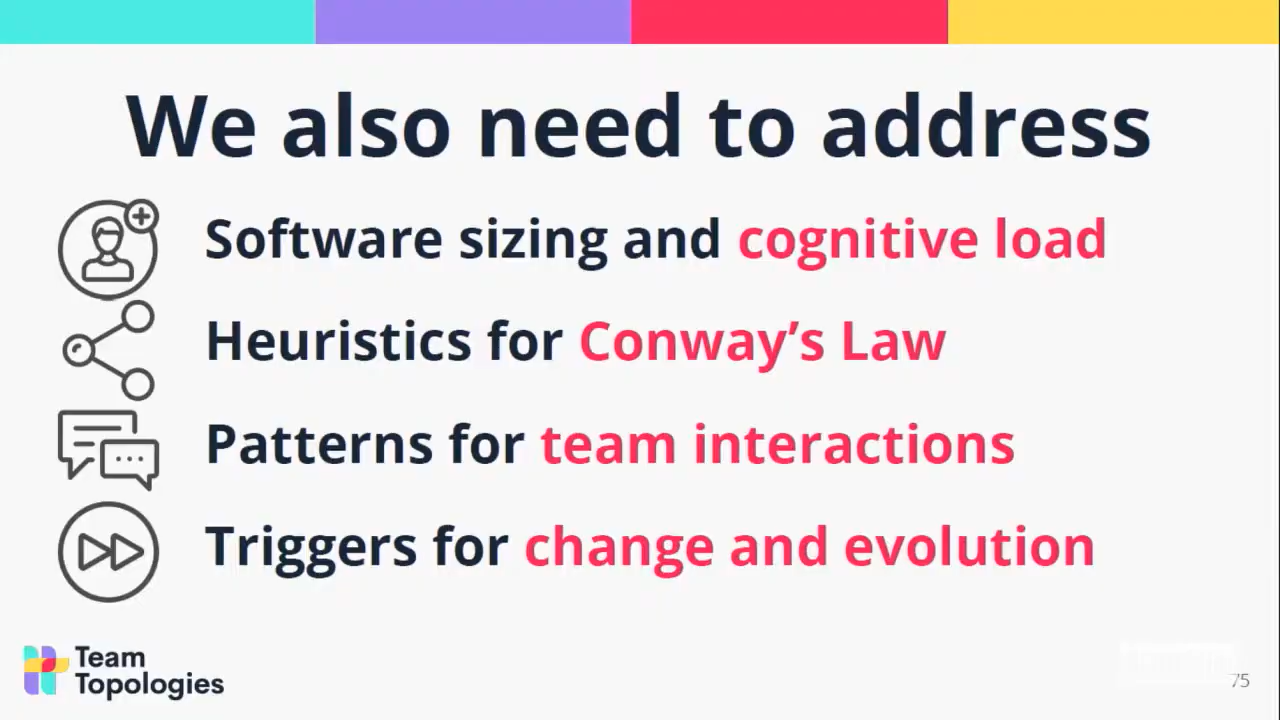 We also need to address
Software sizing and cognitive load
Heuristics for Conway’s Law
Patterns for team interactions
Triggers for change and evolution
Team
Topologies
75